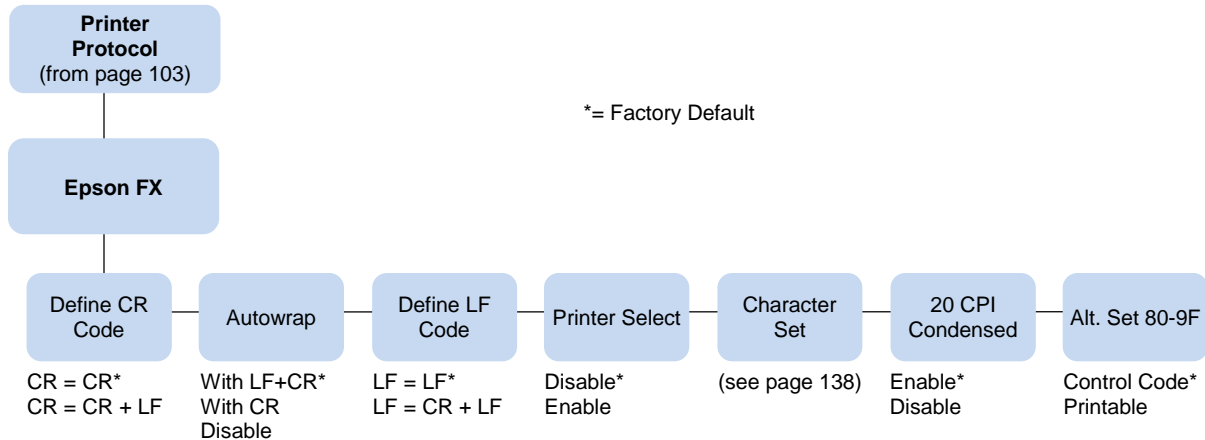 Printer
Protocol
(from page 103)
*= Factory Default
Epson FX
Define CR
Code
Autowrap
Define LF
Code
Printer Select
Character
Set
20 CPI
Condensed
Alt. Set 80-9F
CR = CR*
CR = CR + LF
With LF+CR*
With CR
Disable
LF = LF*
LF = CR + LF
Disable*
Enable
(see page 138)
Enable*
Disable
Control Code*
Printable